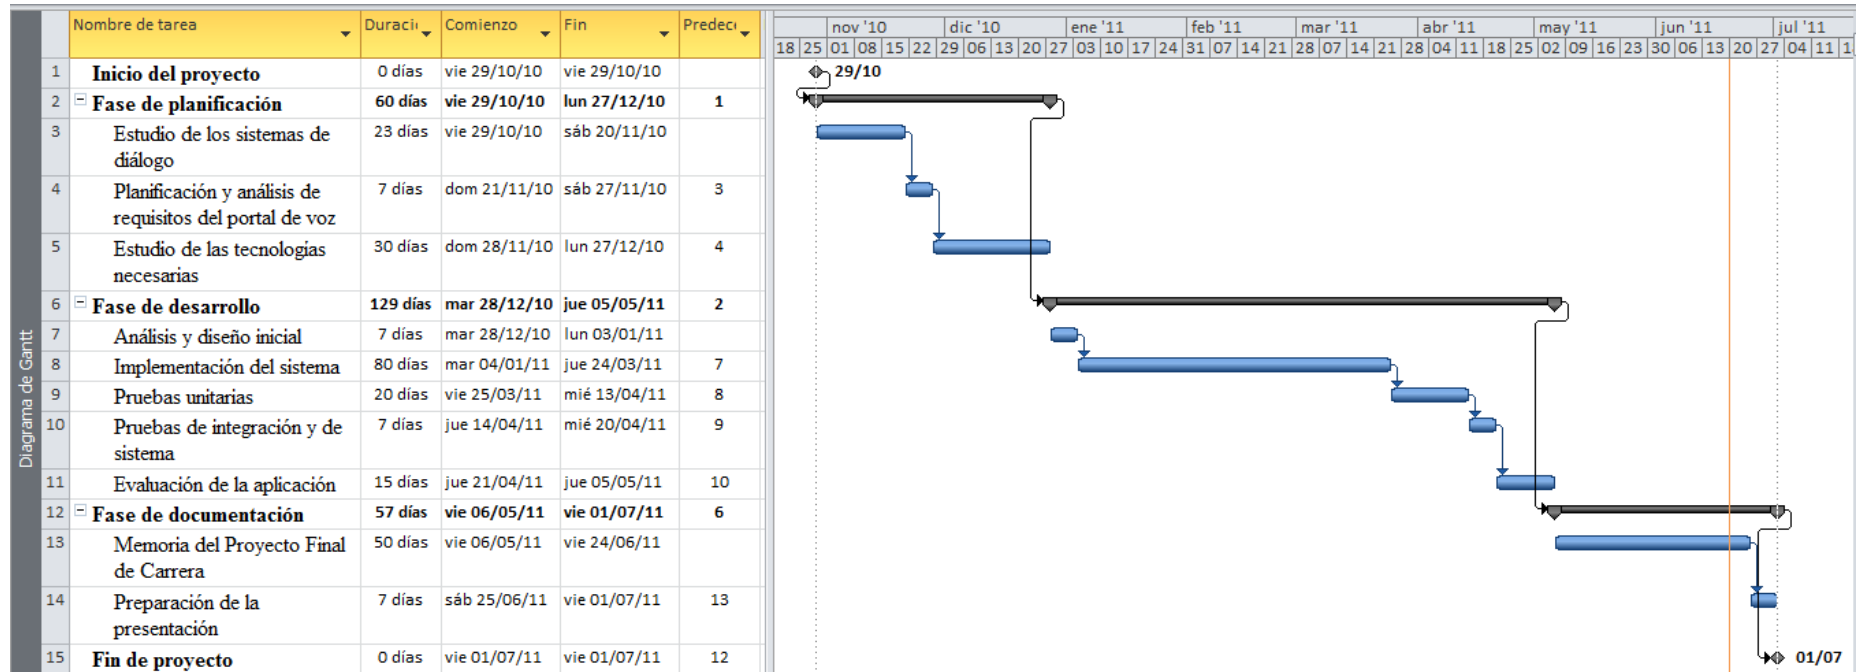 Nombre de tarea Duració Comienzo Fin Predece
nov '10 dic '10 ene '11 feb '11 mar '11 abr '11 may '11 jun '11 jul '11
18 25 01 08 15 22 29 06 13 20 27 03 10 17 24 31 07 14 21 28 07 14 21 28 04 11 18 25 02 09 16 23 30 06 13 20 27 04 11
1 Inicio del proyecto 0 días vie 29/10/10 vie 29/10/10 29/10
2 Fase de planificación 60 días vie 29/10/10 lun 27/12/10 1
3 Estudio de los sistemas de 23 días vie 29/10/10 sáb 20/11/10
diálogo
4 Planificación y análisis de 7 días dom 21/11/10 sáb 27/11/10 3
requisitos del portal de voz
5 Estudio de las tecnologias 30 días dom 28/11/10 lun 27/12/10 4
necesarias
6 Fase de desarrollo 129 días mar 28/12/10 jue 05/05/11 2
7 Análisis y diseño inicial 7 días mar 28/12/10 lun 03/01/11
8 Implementación del sistema 80 días mar 04/01/11 jue 24/03/11 7
9 Pruebas unitarias 20 días vie 25/03/11 mié 13/04/11 8
10 Pruebas de integración y de 7 días jue 14/04/11 mié 20/04/11 9
sistema
11 Evaluación de la aplicación 15 días jue 21/04/11 jue 05/05/11 10
12 Fase de documentación 57 días vie 06/05/11 vie 01/07/11 6
13 Memoria del Proyecto Final 50 días vie 06/05/11 vie 24/06/11
de Carrera
14 Preparación de la 7 días sáb 25/06/11 vie 01/07/11 13
presentación
15 Fin de proyecto 0 días vie 01/07/11 vie 01/07/11 12 01/07
Diagrama de Gantt